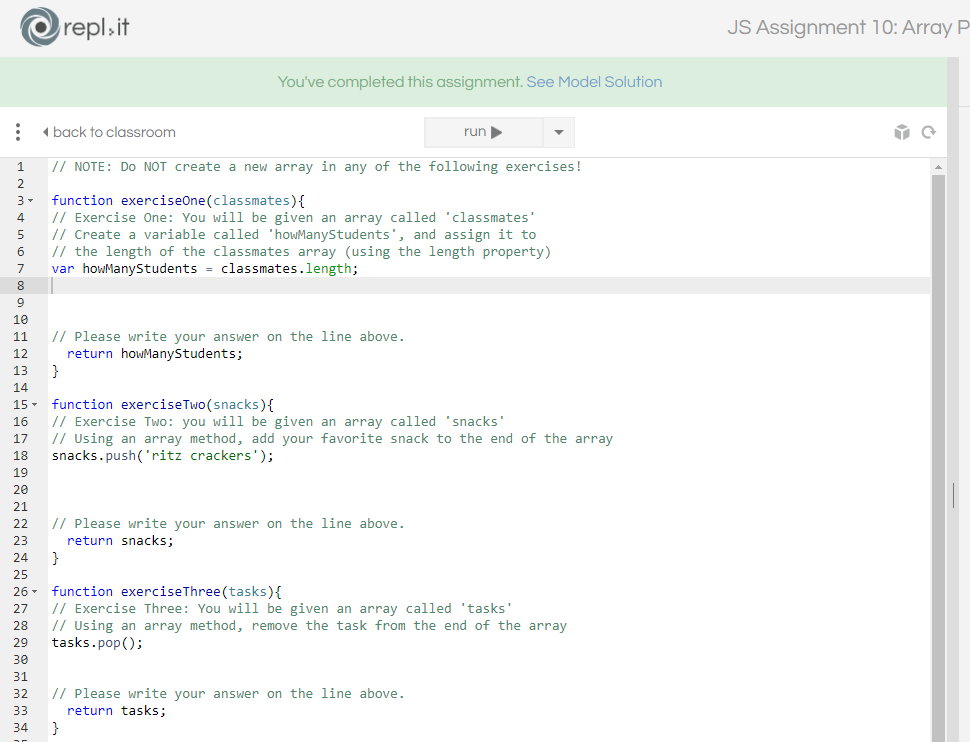 repl.it
JS Assignment 10: Array P
You've completed this assignment. See Model Solution
back to classroom
run
1 // NOTE: Do NOT create a new array in any of the following exercises!
2
3 function exerciseOne(classmates){
4 // Exercise One: You will be given an array called 'classmates'
5 // Create a variable called 'howManyStudents', and assign it to
6 // the length of the classmates array (using the length property)
7 var howManyStudents = classmates.length;
8
9
10
11 // Please write your answer on the line above.
12   return howManyStudents;
13 }
14
15 function exerciseTwo(snacks){
16 // Exercise Two: you will be given an array called 'snacks'
17 // Using an array method, add your favorite snack to the end of the array
18 snacks.push('ritz crackers');
19
20
21
22 // Please write your answer on the line above.
23   return snacks;
24 }
25
26 function exerciseThree(tasks){
27 // Exercise Three: You will be given an array called 'tasks'
28 // Using an array method, remove the task from the end of the array
29 tasks.pop();
30
31
32 // Please write your answer on the line above.
33   return tasks;
34 }